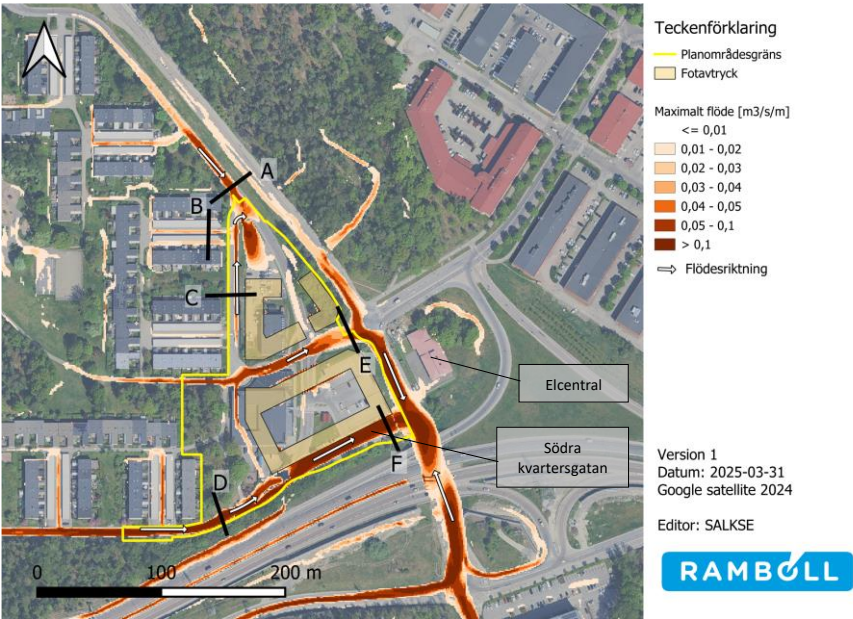 A
B
C
E
F
D
Elcentral
Södra
kvartersgatan
0 100 200 m
Teckenförklaring
Planområdesgräns
Fotavtryck
Maximalt flöde [m3/s/m]
<= 0,01
0,01 - 0,02
0,02 - 0,03
0,03 - 0,04
0,04 - 0,05
0,05 - 0,1
> 0,1
Flödesriktning
Version 1
Datum: 2025-03-31
Google satellite 2024
Editor: SALKSE
RAMBOLL